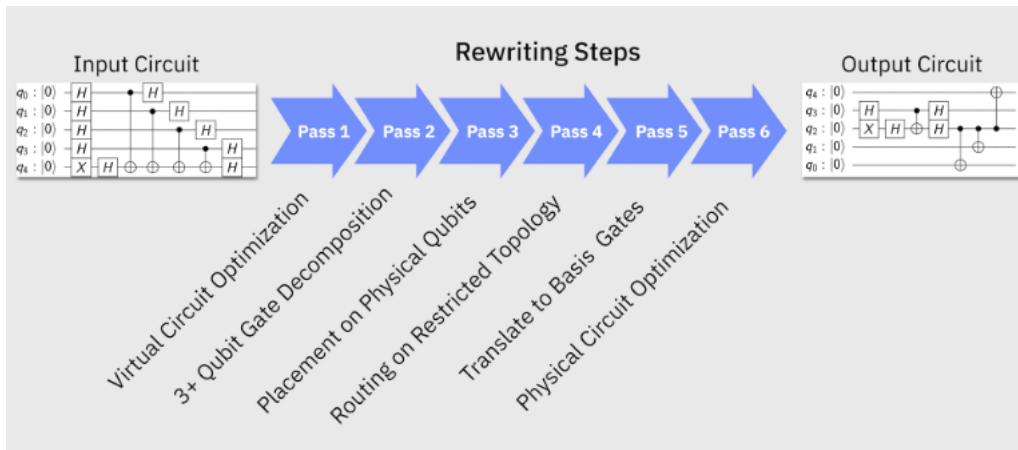 Rewriting Steps
Input Circuit
Output Circuit
q₀ : |0⟩ H H
q₁ : |0⟩ H H
q₂ : |0⟩ H H
q₃ : |0⟩ H H
q₄ : |0⟩ X H H
Pass 1
Pass 2
Pass 3
Pass 4
Pass 5
Pass 6
q₄ : |0⟩
q₃ : |0⟩ H H
q₂ : |0⟩ X H H
q₁ : |0⟩
q₀ : |0⟩
Virtual Circuit Optimization
3+ Qubit Gate Decomposition
Placement on Physical Qubits
Routing on Restricted Topology
Translate to Basis Gates
Physical Circuit Optimization